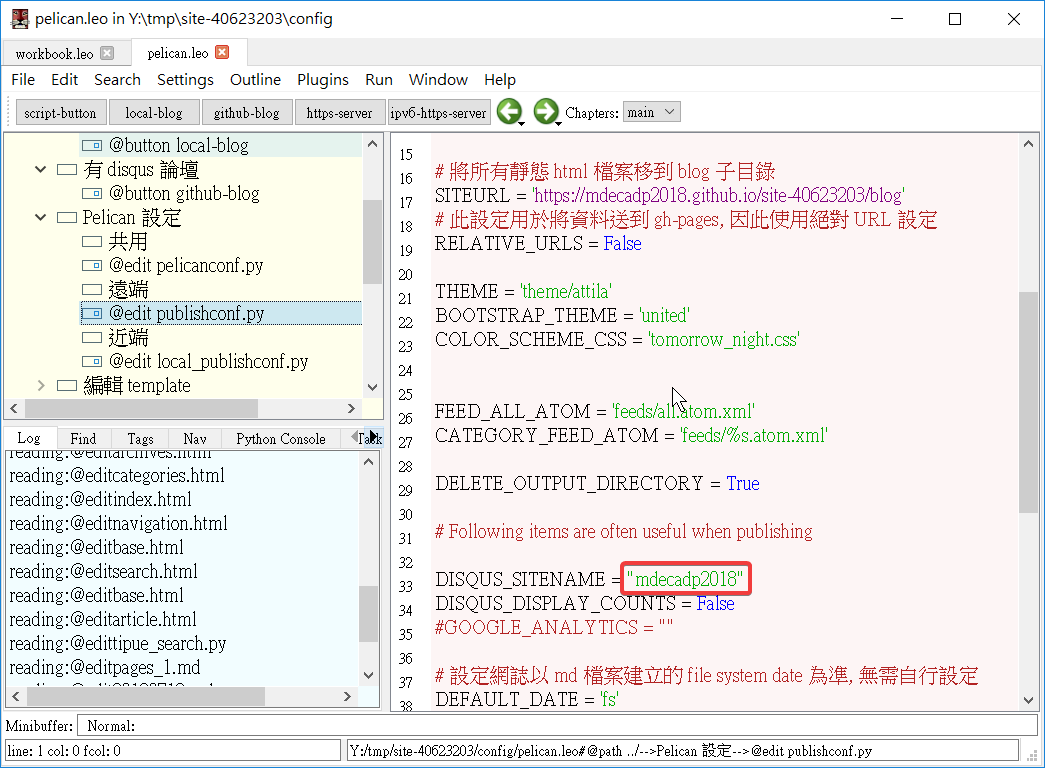 pelican.leo in Y:\tmp\site-40623203\config
workbook.leo
pelican.leo
File Edit Search Settings Outline Plugins Run Window Help
script-button local-blog github-blog https-server ipv6-https-server Chapters: main
@button local-blog
有 disqus 論壇
@button github-blog
Pelican 設定
共用
@edit pelicanconf.py
遠端
@edit publishconf.py
近端
@edit local_publishconf.py
編輯 template
Log Find Tags Nav Python Console Task
reading:@editarchives.html
reading:@editcategories.html
reading:@editindex.html
reading:@editnavigation.html
reading:@editbase.html
reading:@editsearch.html
reading:@editbase.html
reading:@editarticle.html
reading:@edittipue_search.py
reading:@editpages_1.md
15
16 # 將所有靜態 html 檔案移到 blog 子目錄
17 SITEURL = 'https://mdecadp2018.github.io/site-40623203/blog'
18 # 此設定用於將資料送到 gh-pages, 因此使用絕對 URL 設定
19 RELATIVE_URLS = False
20
21 THEME = 'theme/attila'
22 BOOTSTRAP_THEME = 'united'
23 COLOR_SCHEME_CSS = 'tomorrow_night.css'
24
25
26 FEED_ALL_ATOM = 'feeds/all.atom.xml'
27 CATEGORY_FEED_ATOM = 'feeds/%s.atom.xml'
28
29 DELETE_OUTPUT_DIRECTORY = True
30
31 # Following items are often useful when publishing
32
33 DISQUS_SITENAME = "mdecadp2018"
34 DISQUS_DISPLAY_COUNTS = False
35 #GOOGLE_ANALYTICS = ""
36
37 # 設定網誌以 md 檔案建立的 file system date 為準, 無需自行設定
38 DEFAULT_DATE = 'fs'
Minibuffer: Normal:
line: 1 col: 0 fcol: 0
Y:/tmp/site-40623203/config/pelican.leo#@path ../-->Pelican 設定-->@edit publishconf.py